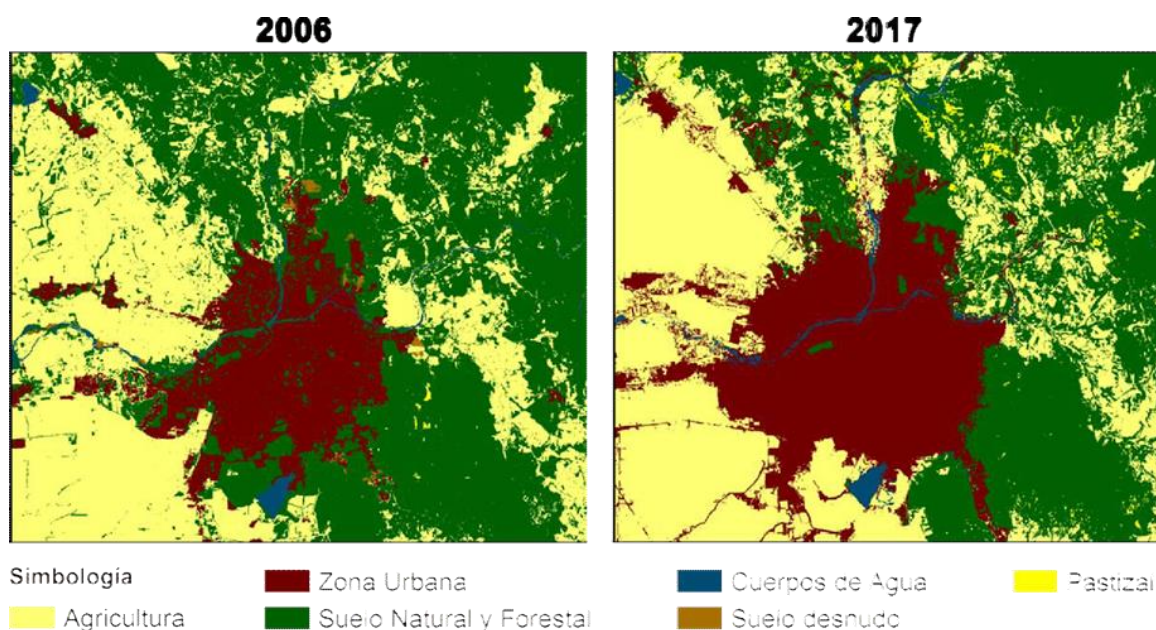 2006
2017
Simbología
Zona Urbana
Cuerpos de Agua
Pastizal
Agricultura
Suelo Natural y Forestal
Suelo desnudo